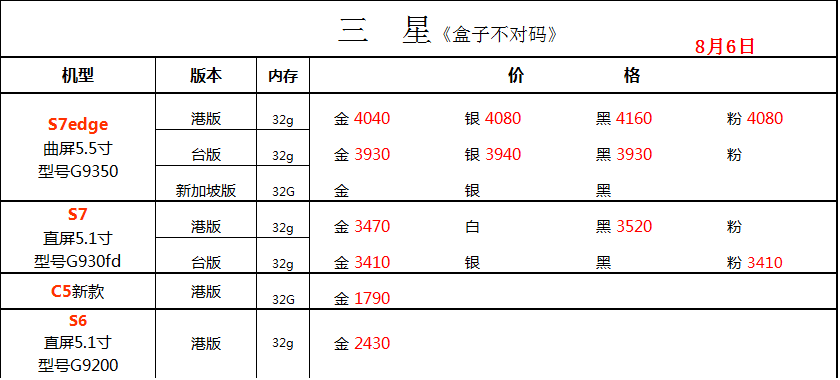 三 星《盒子不对码》
8月6日
机型 版本 内存 价 格
S7edge
曲屏5.5寸
型号G9350
港版 32g 金 4040 银 4080 黑 4160 粉 4080
台版 32g 金 3930 银 3940 黑 3930 粉
新加坡版 32G 金 银 黑
S7
直屏5.1寸
型号G930fd
港版 32g 金 3470 白 黑 3520 粉
台版 32g 金 3410 银 黑 粉 3410
C5新款 港版 32G 金 1790
S6
直屏5.1寸
型号G9200
港版 32g 金 2430